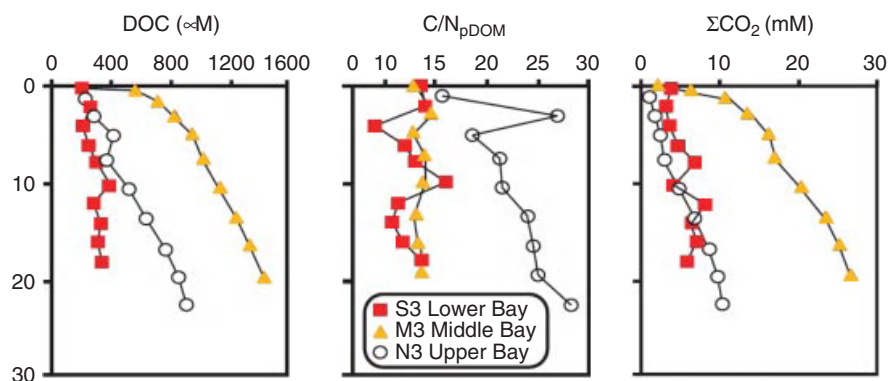 DOC (∝M)
C/NpDOM
ΣCO2 (mM)
0 400 800 1200 1600
0 10 15 20 25 30
0 10 20 30
0
10
20
30
S3 Lower Bay
M3 Middle Bay
N3 Upper Bay